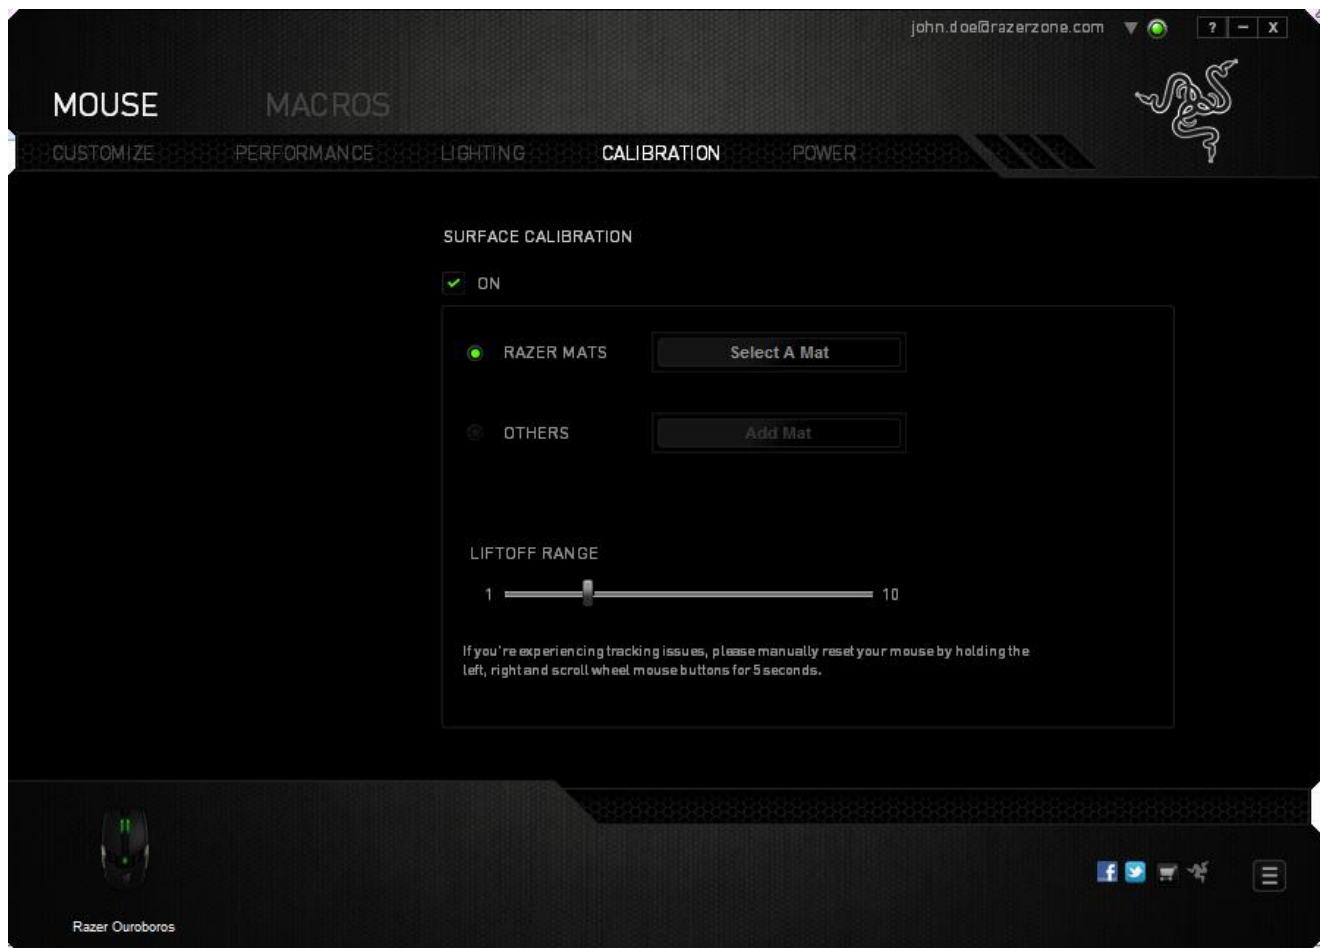 john.doe@razerzone.com
? – X
MOUSE MACROS
CUSTOMIZE PERFORMANCE LIGHTING CALIBRATION POWER
SURFACE CALIBRATION
ON
RAZER MATS Select A Mat
OTHERS Add Mat
LIFTOFF RANGE
1 10
If you're experiencing tracking issues, please manually reset your mouse by holding the
left, right and scroll wheel mouse buttons for 5 seconds.
Razer Ouroboros